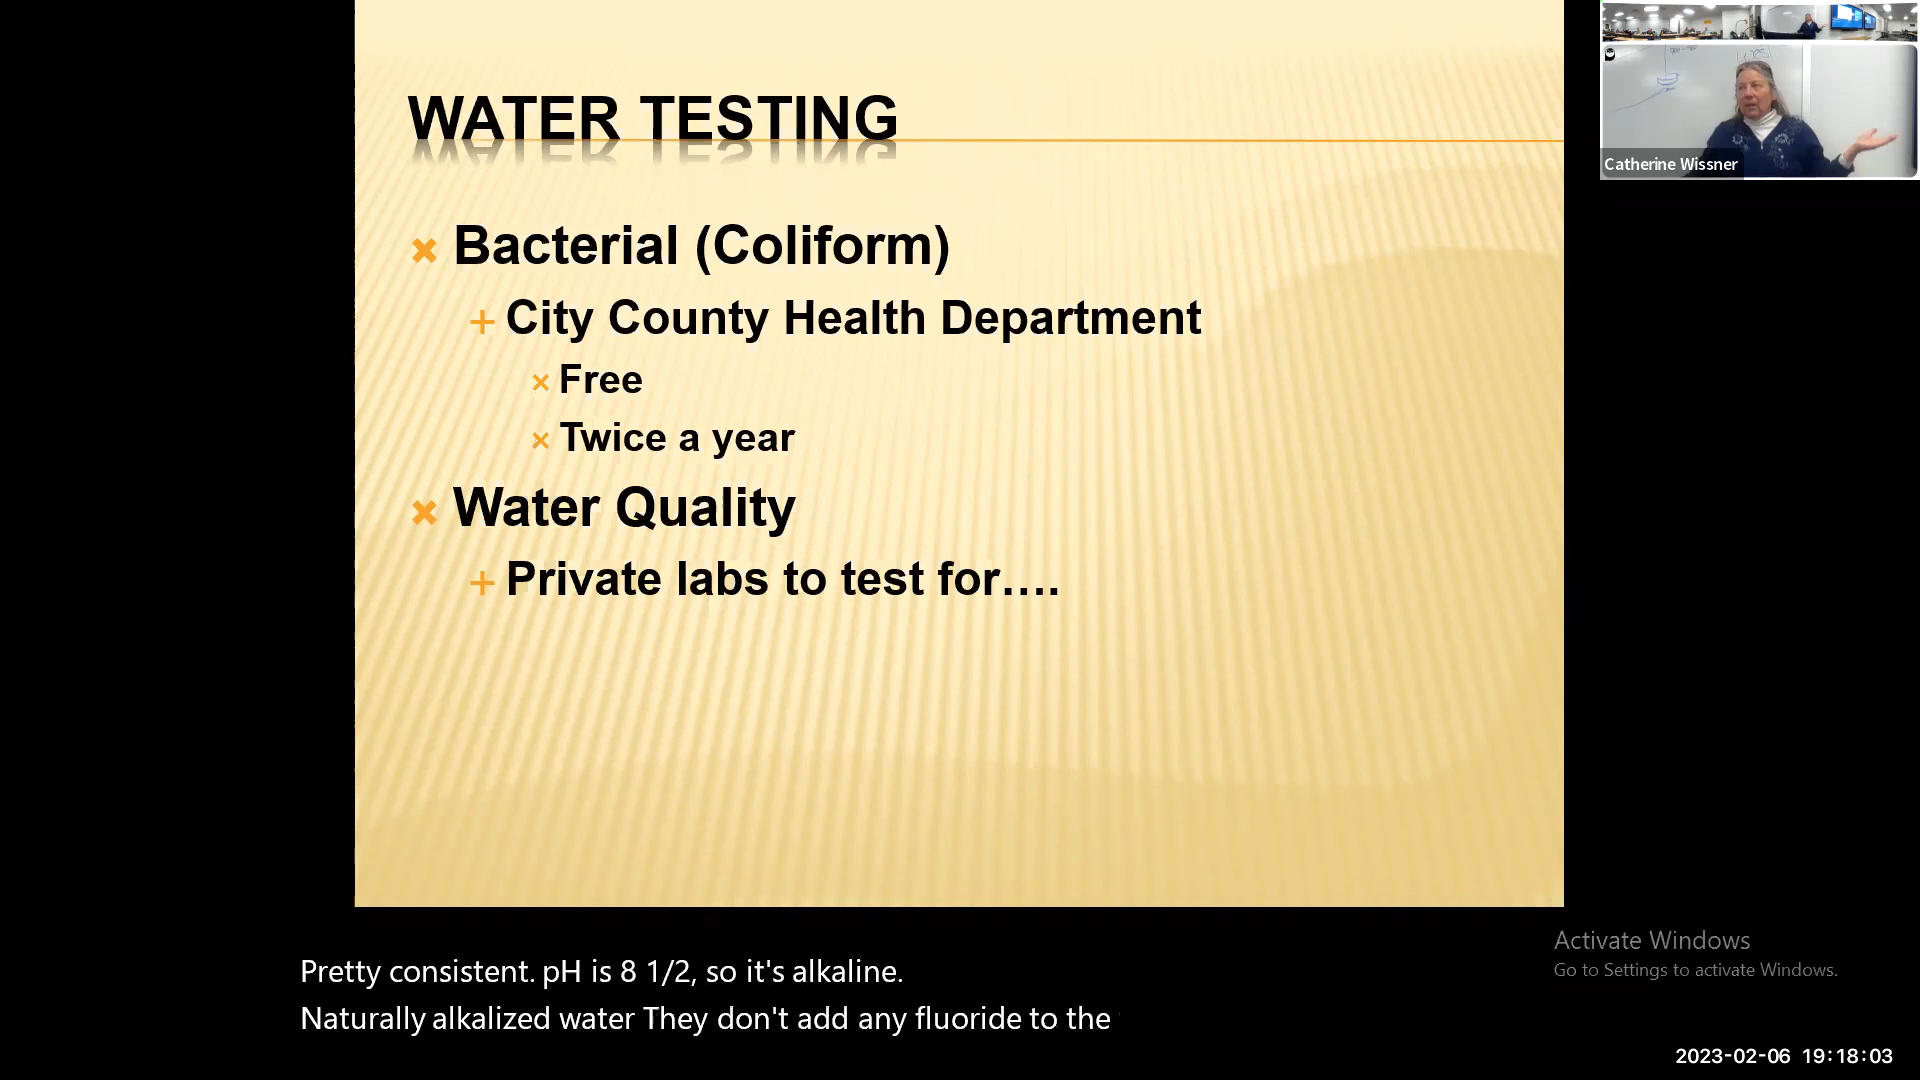 WATER TESTING
Bacterial (Coliform)
City County Health Department
Free
Twice a year
Water Quality
Private labs to test for....
Catherine Wissner
Pretty consistent. pH is 8 1/2, so it's alkaline.
Naturally alkalized water They don't add any fluoride to the
Activate Windows
Go to Settings to activate Windows.
2023-02-06 19:18:03